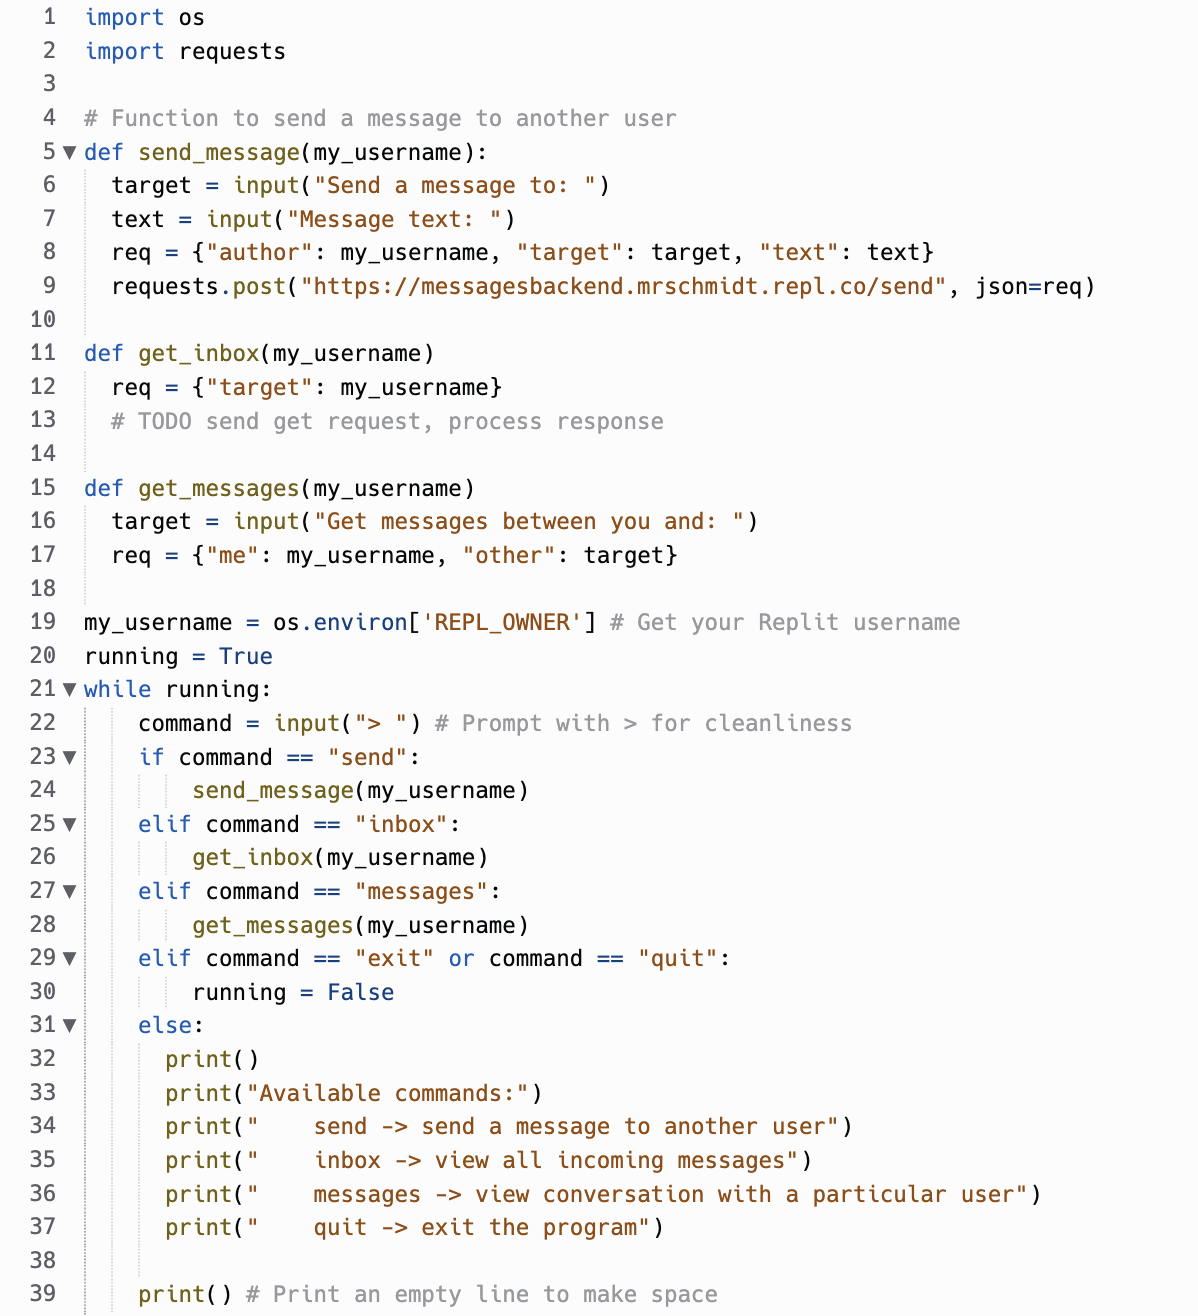 1 import os
2 import requests
3
4 # Function to send a message to another user
5 ▼ def send_message(my_username):
6   target = input("Send a message to: ")
7   text = input("Message text: ")
8   req = {"author": my_username, "target": target, "text": text}
9   requests.post("https://messagesbackend.mrschmidt.repl.co/send", json=req)
10
11 def get_inbox(my_username)
12   req = {"target": my_username}
13   # TODO send get request, process response
14
15 def get_messages(my_username)
16   target = input("Get messages between you and: ")
17   req = {"me": my_username, "other": target}
18
19 my_username = os.environ['REPL_OWNER'] # Get your Replit username
20 running = True
21 ▼ while running:
22     command = input("> ") # Prompt with > for cleanliness
23 ▼     if command == "send":
24         send_message(my_username)
25 ▼     elif command == "inbox":
26         get_inbox(my_username)
27 ▼     elif command == "messages":
28         get_messages(my_username)
29 ▼     elif command == "exit" or command == "quit":
30         running = False
31 ▼     else:
32       print()
33       print("Available commands:")
34       print("    send -> send a message to another user")
35       print("    inbox -> view all incoming messages")
36       print("    messages -> view conversation with a particular user")
37       print("    quit -> exit the program")
38
39     print() # Print an empty line to make space